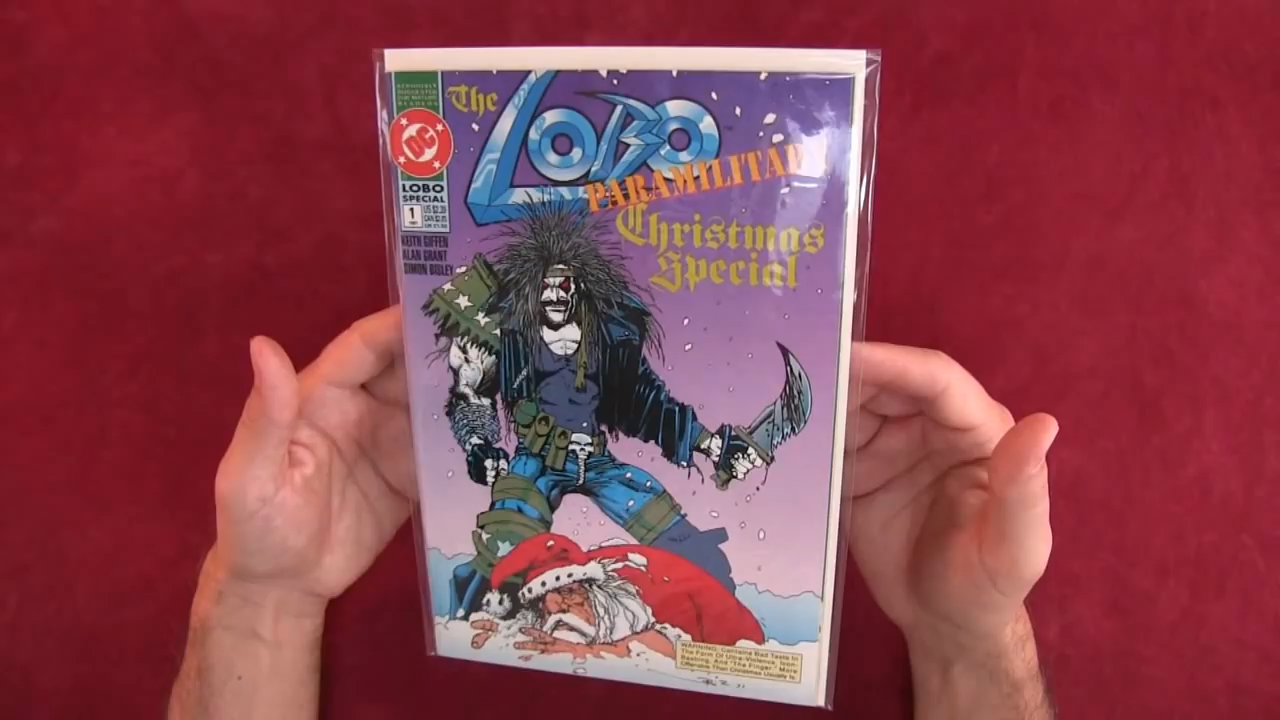 The LOBO
PARAMILITAR
Christmas
Special
DC
LOBO
SPECIAL
1
KEITH GIFFEN
ALAN GRANT
SIMON BISLEY
WARNING: Contains Bad Taste In
The Form Of Ultra-Violence, Icon-
Bashing, And "The Finger." More
Offensive Than Christmas Usually Is.